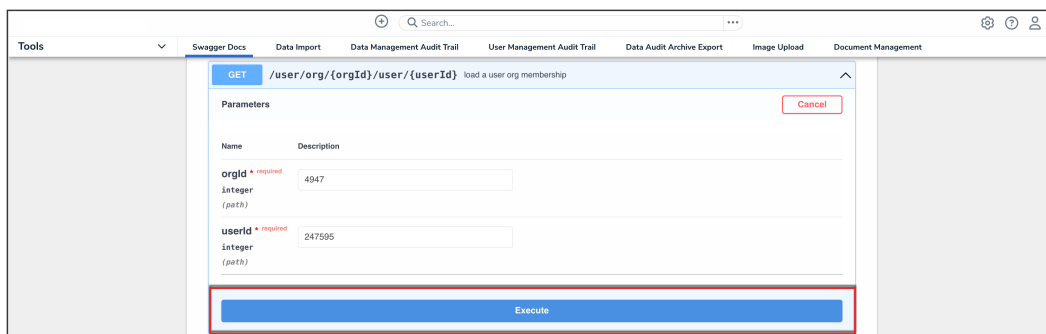 Search...
Tools
Swagger Docs Data Import Data Management Audit Trail User Management Audit Trail Data Audit Archive Export Image Upload Document Management
GET /user/org/{orgId}/user/{userId} load a user org membership
Parameters Cancel
Name Description
orgId * required
integer
(path)
4947
userId * required
integer
(path)
247595
Execute